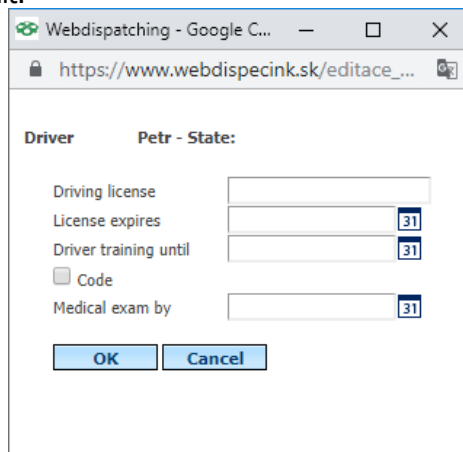 Webdispatching - Google C...
https://www.webdispecink.sk/editace_...
Driver Petr - State:
Driving license
License expires 31
Driver training until 31
Code
Medical exam by 31
OK Cancel